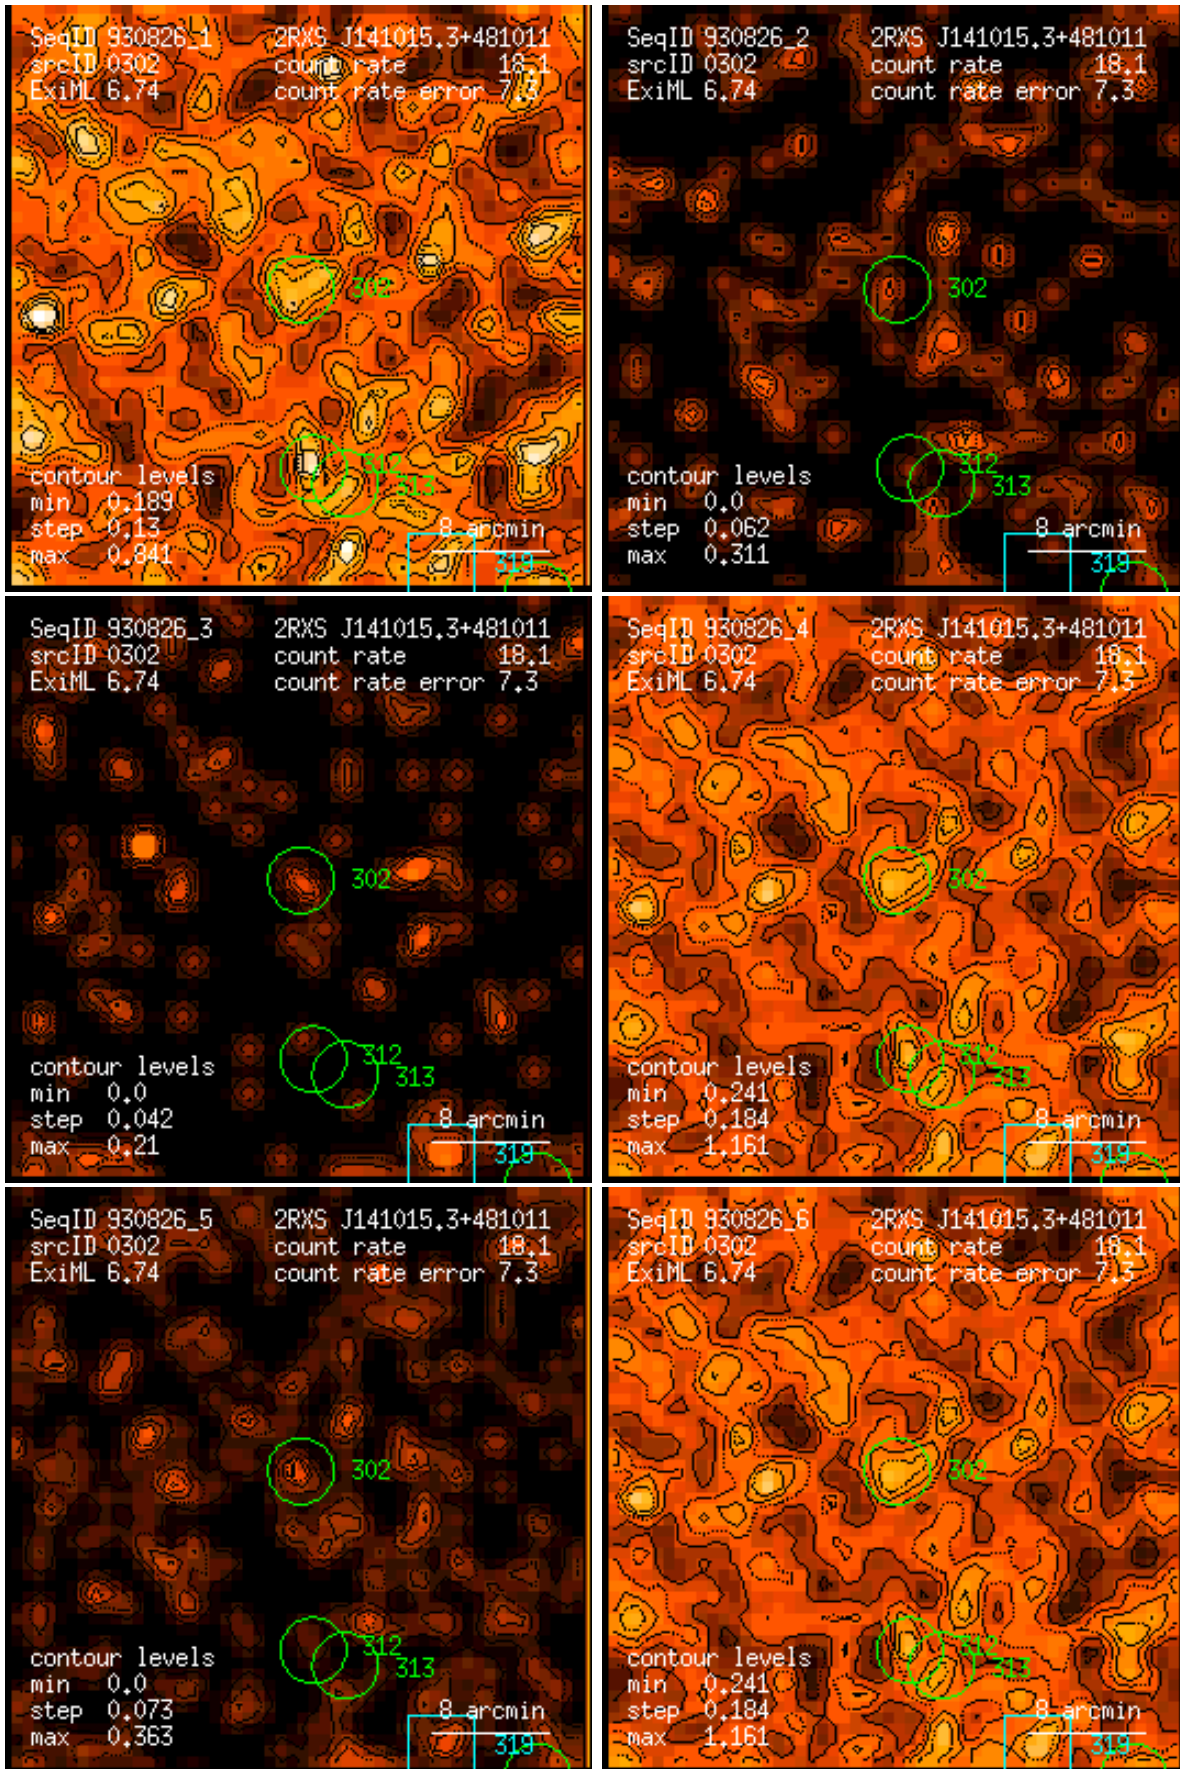 SeqID 930826_1 2RXS J141015.3+481011
srcID 0302 count rate 18.1
ExiML 6.74 count rate error 7.3
302
312
313
contour levels
min 0.189
step 0.13
max 0.841
8 arcmin
319
SeqID 930826_2 2RXS J141015.3+481011
srcID 0302 count rate 18.1
ExiML 6.74 count rate error 7.3
302
312
313
contour levels
min 0.0
step 0.062
max 0.311
8 arcmin
319
SeqID 930826_3 2RXS J141015.3+481011
srcID 0302 count rate 18.1
ExiML 6.74 count rate error 7.3
302
312
313
contour levels
min 0.0
step 0.042
max 0.21
8 arcmin
319
SeqID 930826_4 2RXS J141015.3+481011
srcID 0302 count rate 18.1
ExiML 6.74 count rate error 7.3
302
312
313
contour levels
min 0.241
step 0.184
max 1.161
8 arcmin
319
SeqID 930826_5 2RXS J141015.3+481011
srcID 0302 count rate 18.1
ExiML 6.74 count rate error 7.3
302
312
313
contour levels
min 0.0
step 0.073
max 0.363
8 arcmin
319
SeqID 930826_6 2RXS J141015.3+481011
srcID 0302 count rate 18.1
ExiML 6.74 count rate error 7.3
302
312
313
contour levels
min 0.241
step 0.184
max 1.161
8 arcmin
319